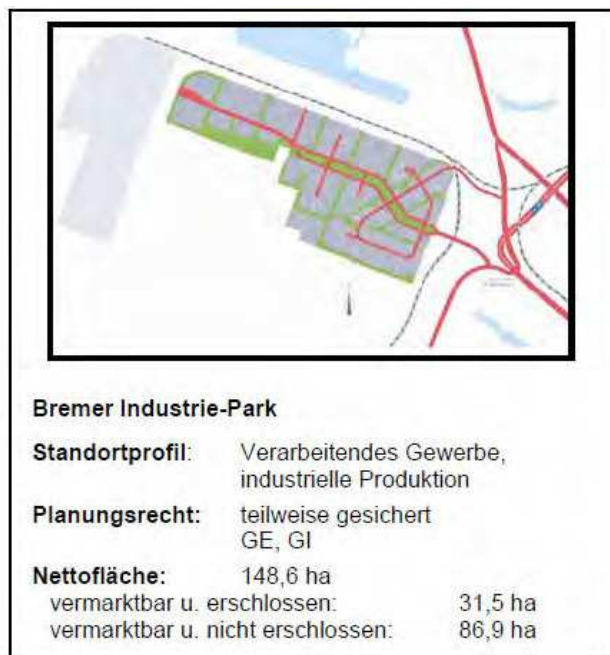 Bremer Industrie-Park
Standortprofil: Verarbeitendes Gewerbe,
industrielle Produktion
Planungsrecht: teilweise gesichert
GE, GI
Nettofläche: 148,6 ha
vermarktbar u. erschlossen: 31,5 ha
vermarktbar u. nicht erschlossen: 86,9 ha